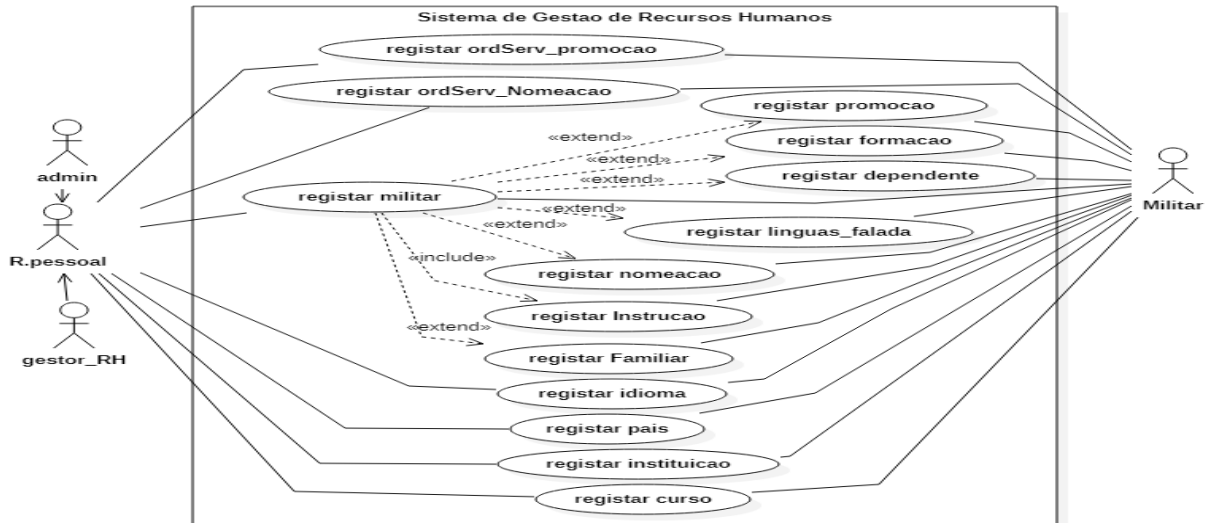 Sistema de Gestao de Recursos Humanos
registar ordServ_promocao
registar ordServ_Nomeacao
registar promocao
«extend»
registar formacao
«extend»
admin
registar dependente
«extend»
registar militar
Militar
«extend»
«extend»
registar linguas_falada
R.pessoal
«include»
registar nomeacao
registar Instrucao
«extend»
gestor_RH
registar Familiar
registar idioma
registar pais
registar instituicao
registar curso